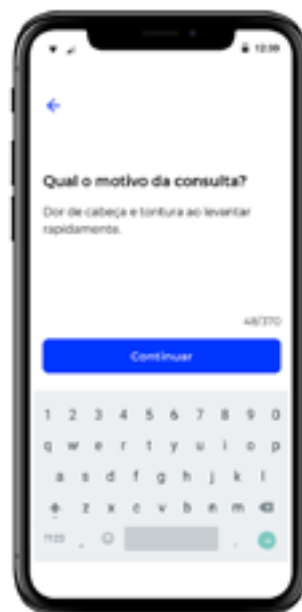 12:30
Qual o motivo da consulta?
Dor de cabeça e tontura ao levantar
rapidamente.
48/370
Continuar
1 2 3 4 5 6 7 8 9 0
q w e r t y u i o p
a s d f g h j k l
z x c v b n m
?123 , .